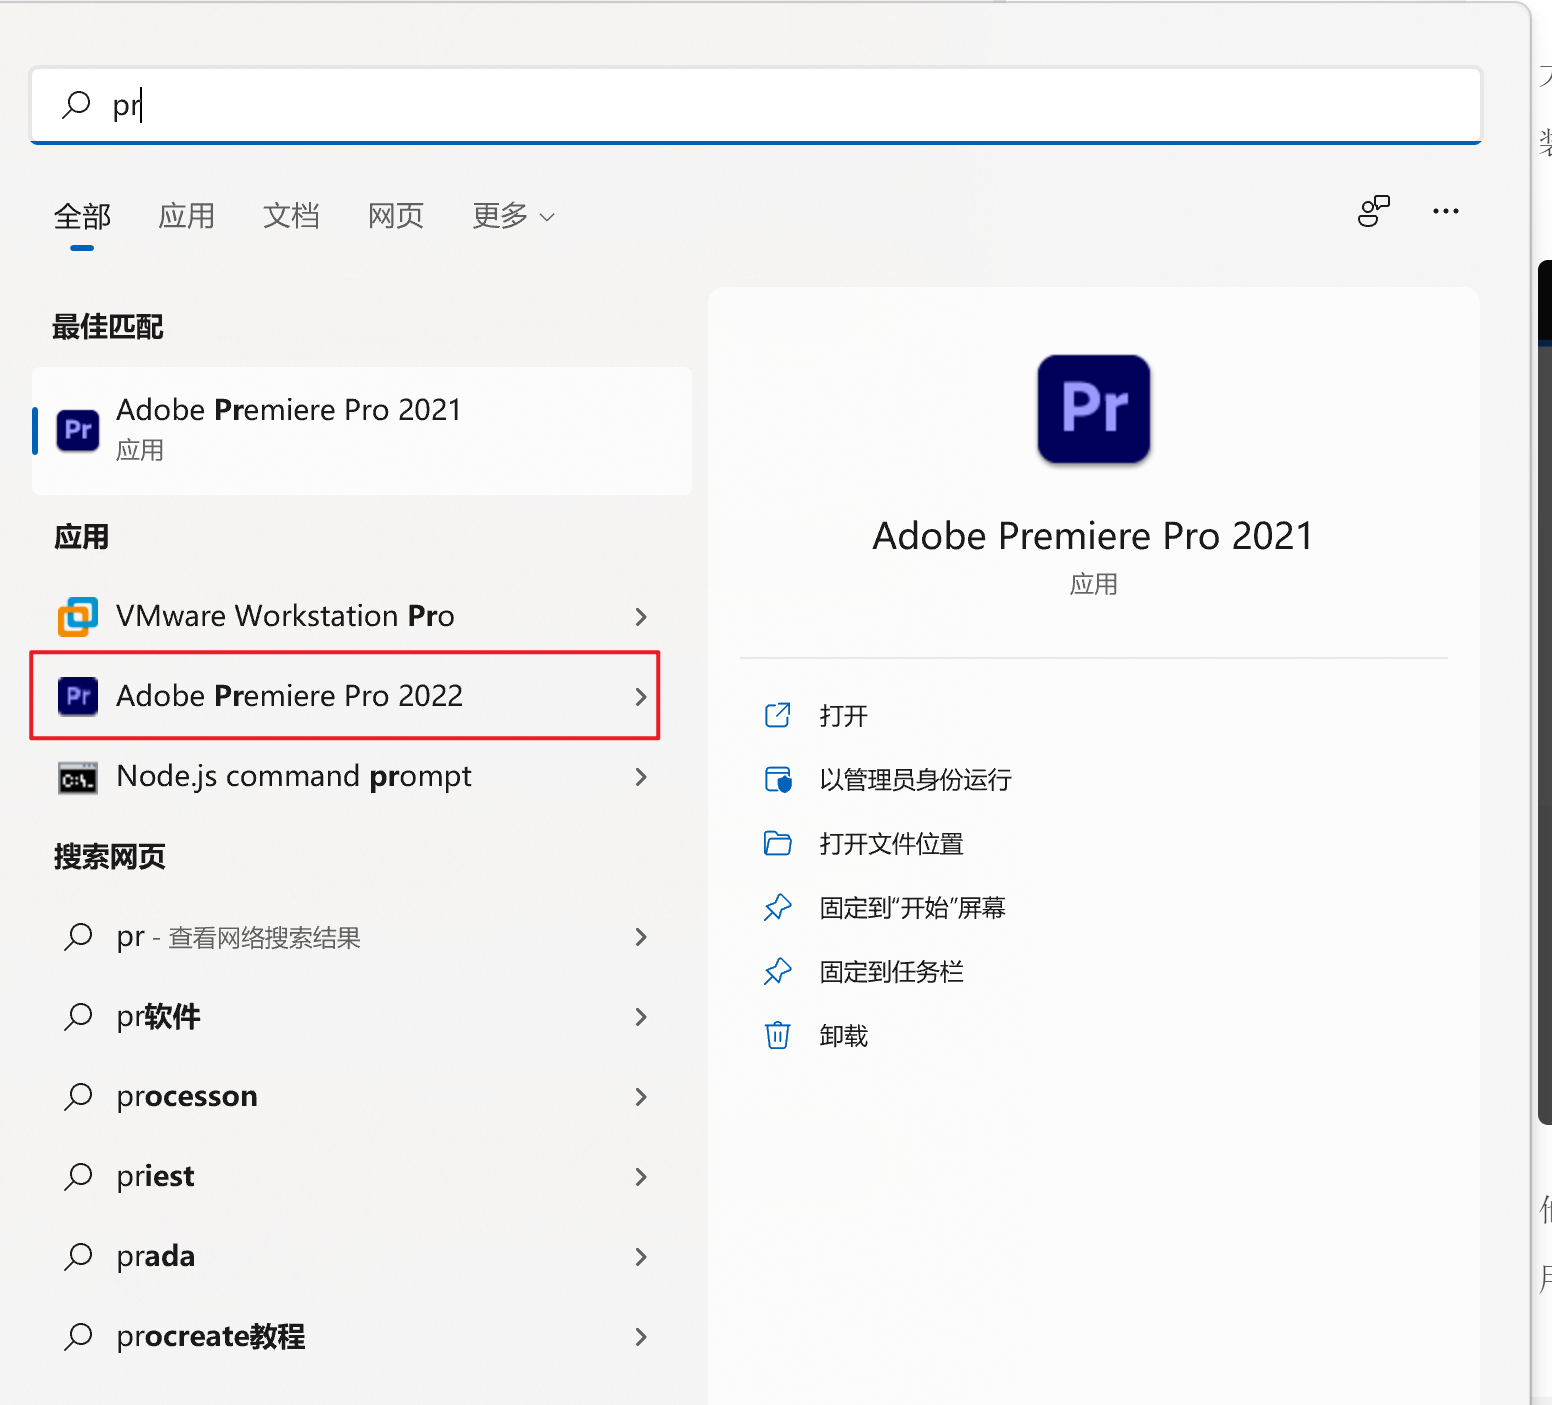 pr
全部 应用 文档 网页 更多
最佳匹配
Pr
Adobe Premiere Pro 2021
应用
应用
VMware Workstation Pro
Pr
Adobe Premiere Pro 2022
C:\.
Node.js command prompt
搜索网页
pr - 查看网络搜索结果
pr软件
processon
priest
prada
procreate教程
Pr
Adobe Premiere Pro 2021
应用
打开
以管理员身份运行
打开文件位置
固定到“开始”屏幕
固定到任务栏
卸载